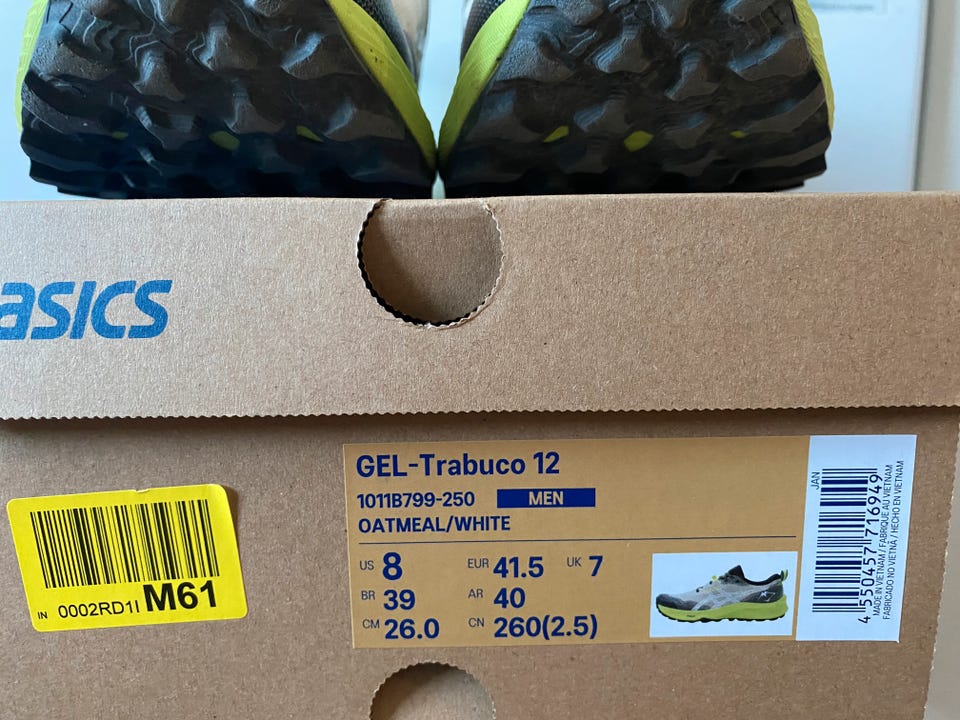 asics
GEL-Trabuco 12
1011B799-250 MEN
OATMEAL/WHITE
US 8 EUR 41.5 UK 7
BR 39 AR 40
CM 26.0 CN 260(2.5)
JAN
4 550457 716949
MADE IN VIETNAM / FABRIQUÉ AU VIETNAM
FABRICADO NO VIETNÃ / HECHO EN VIETNAM
IN 0002RD1I M61